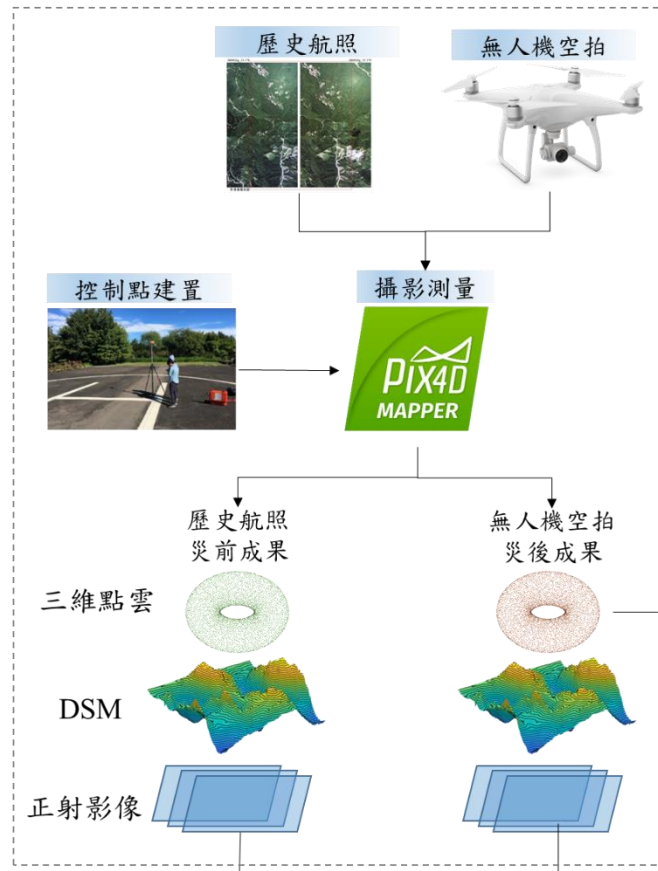 歷史航照
無人機空拍
控制點建置
攝影測量
PIX4D
MAPPER
歷史航照
災前成果
無人機空拍
災後成果
三維點雲
DSM
正射影像